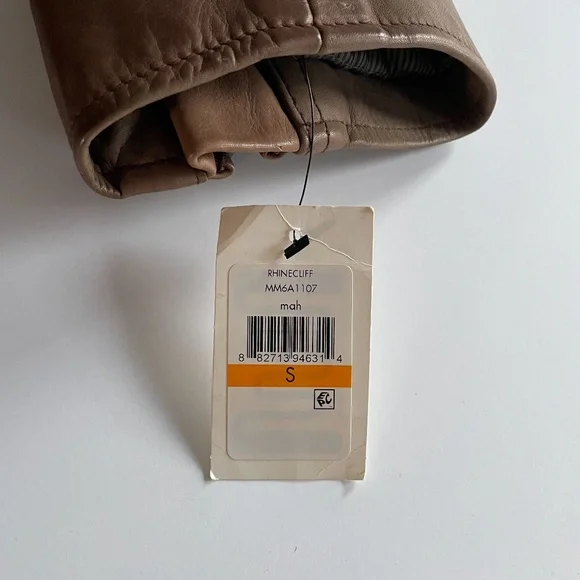 RHINECLIFF
MM6A1107
mah
8 82713 94631 4
S